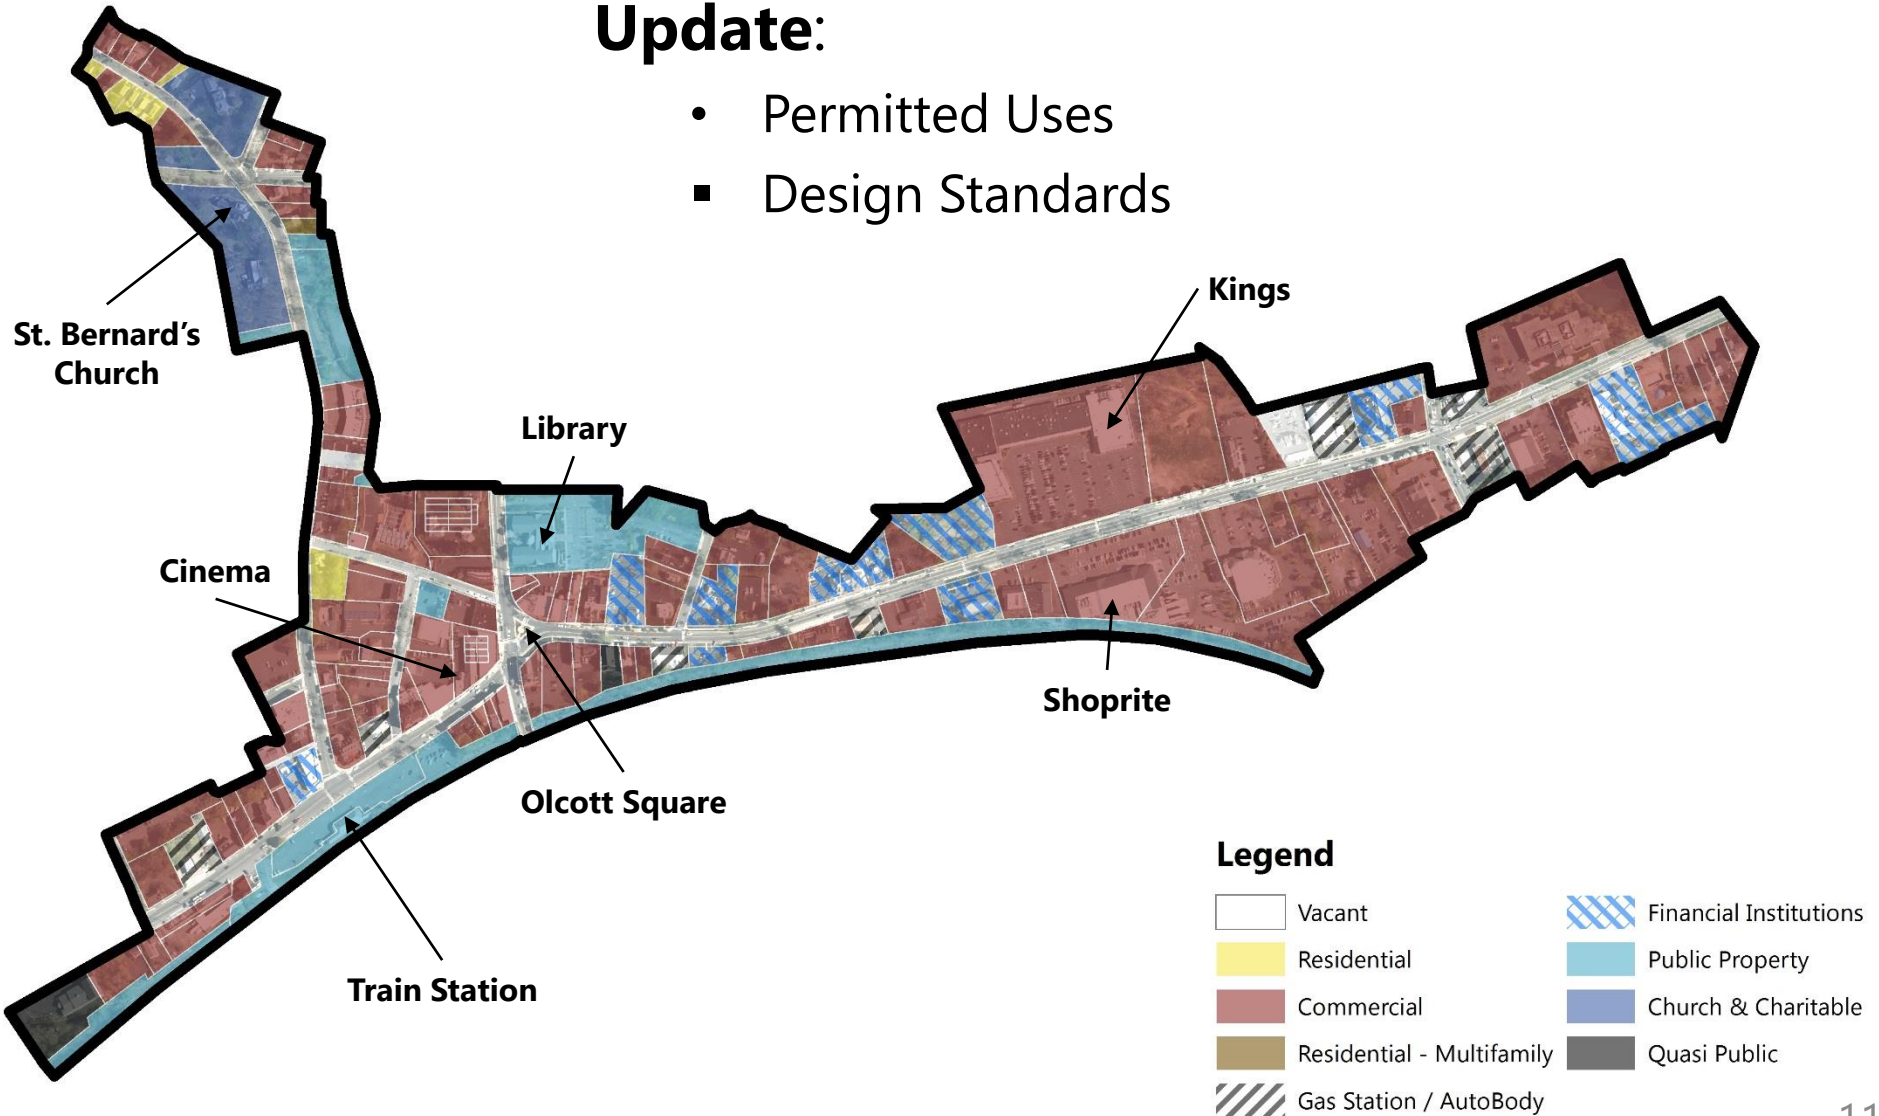 Update:
• Permitted Uses
▪ Design Standards
Kings
St. Bernard’s
Church
Library
Cinema
Shoprite
Olcott Square
Train Station
Legend
Vacant
Residential
Commercial
Residential - Multifamily
Gas Station / AutoBody
Financial Institutions
Public Property
Church & Charitable
Quasi Public
11